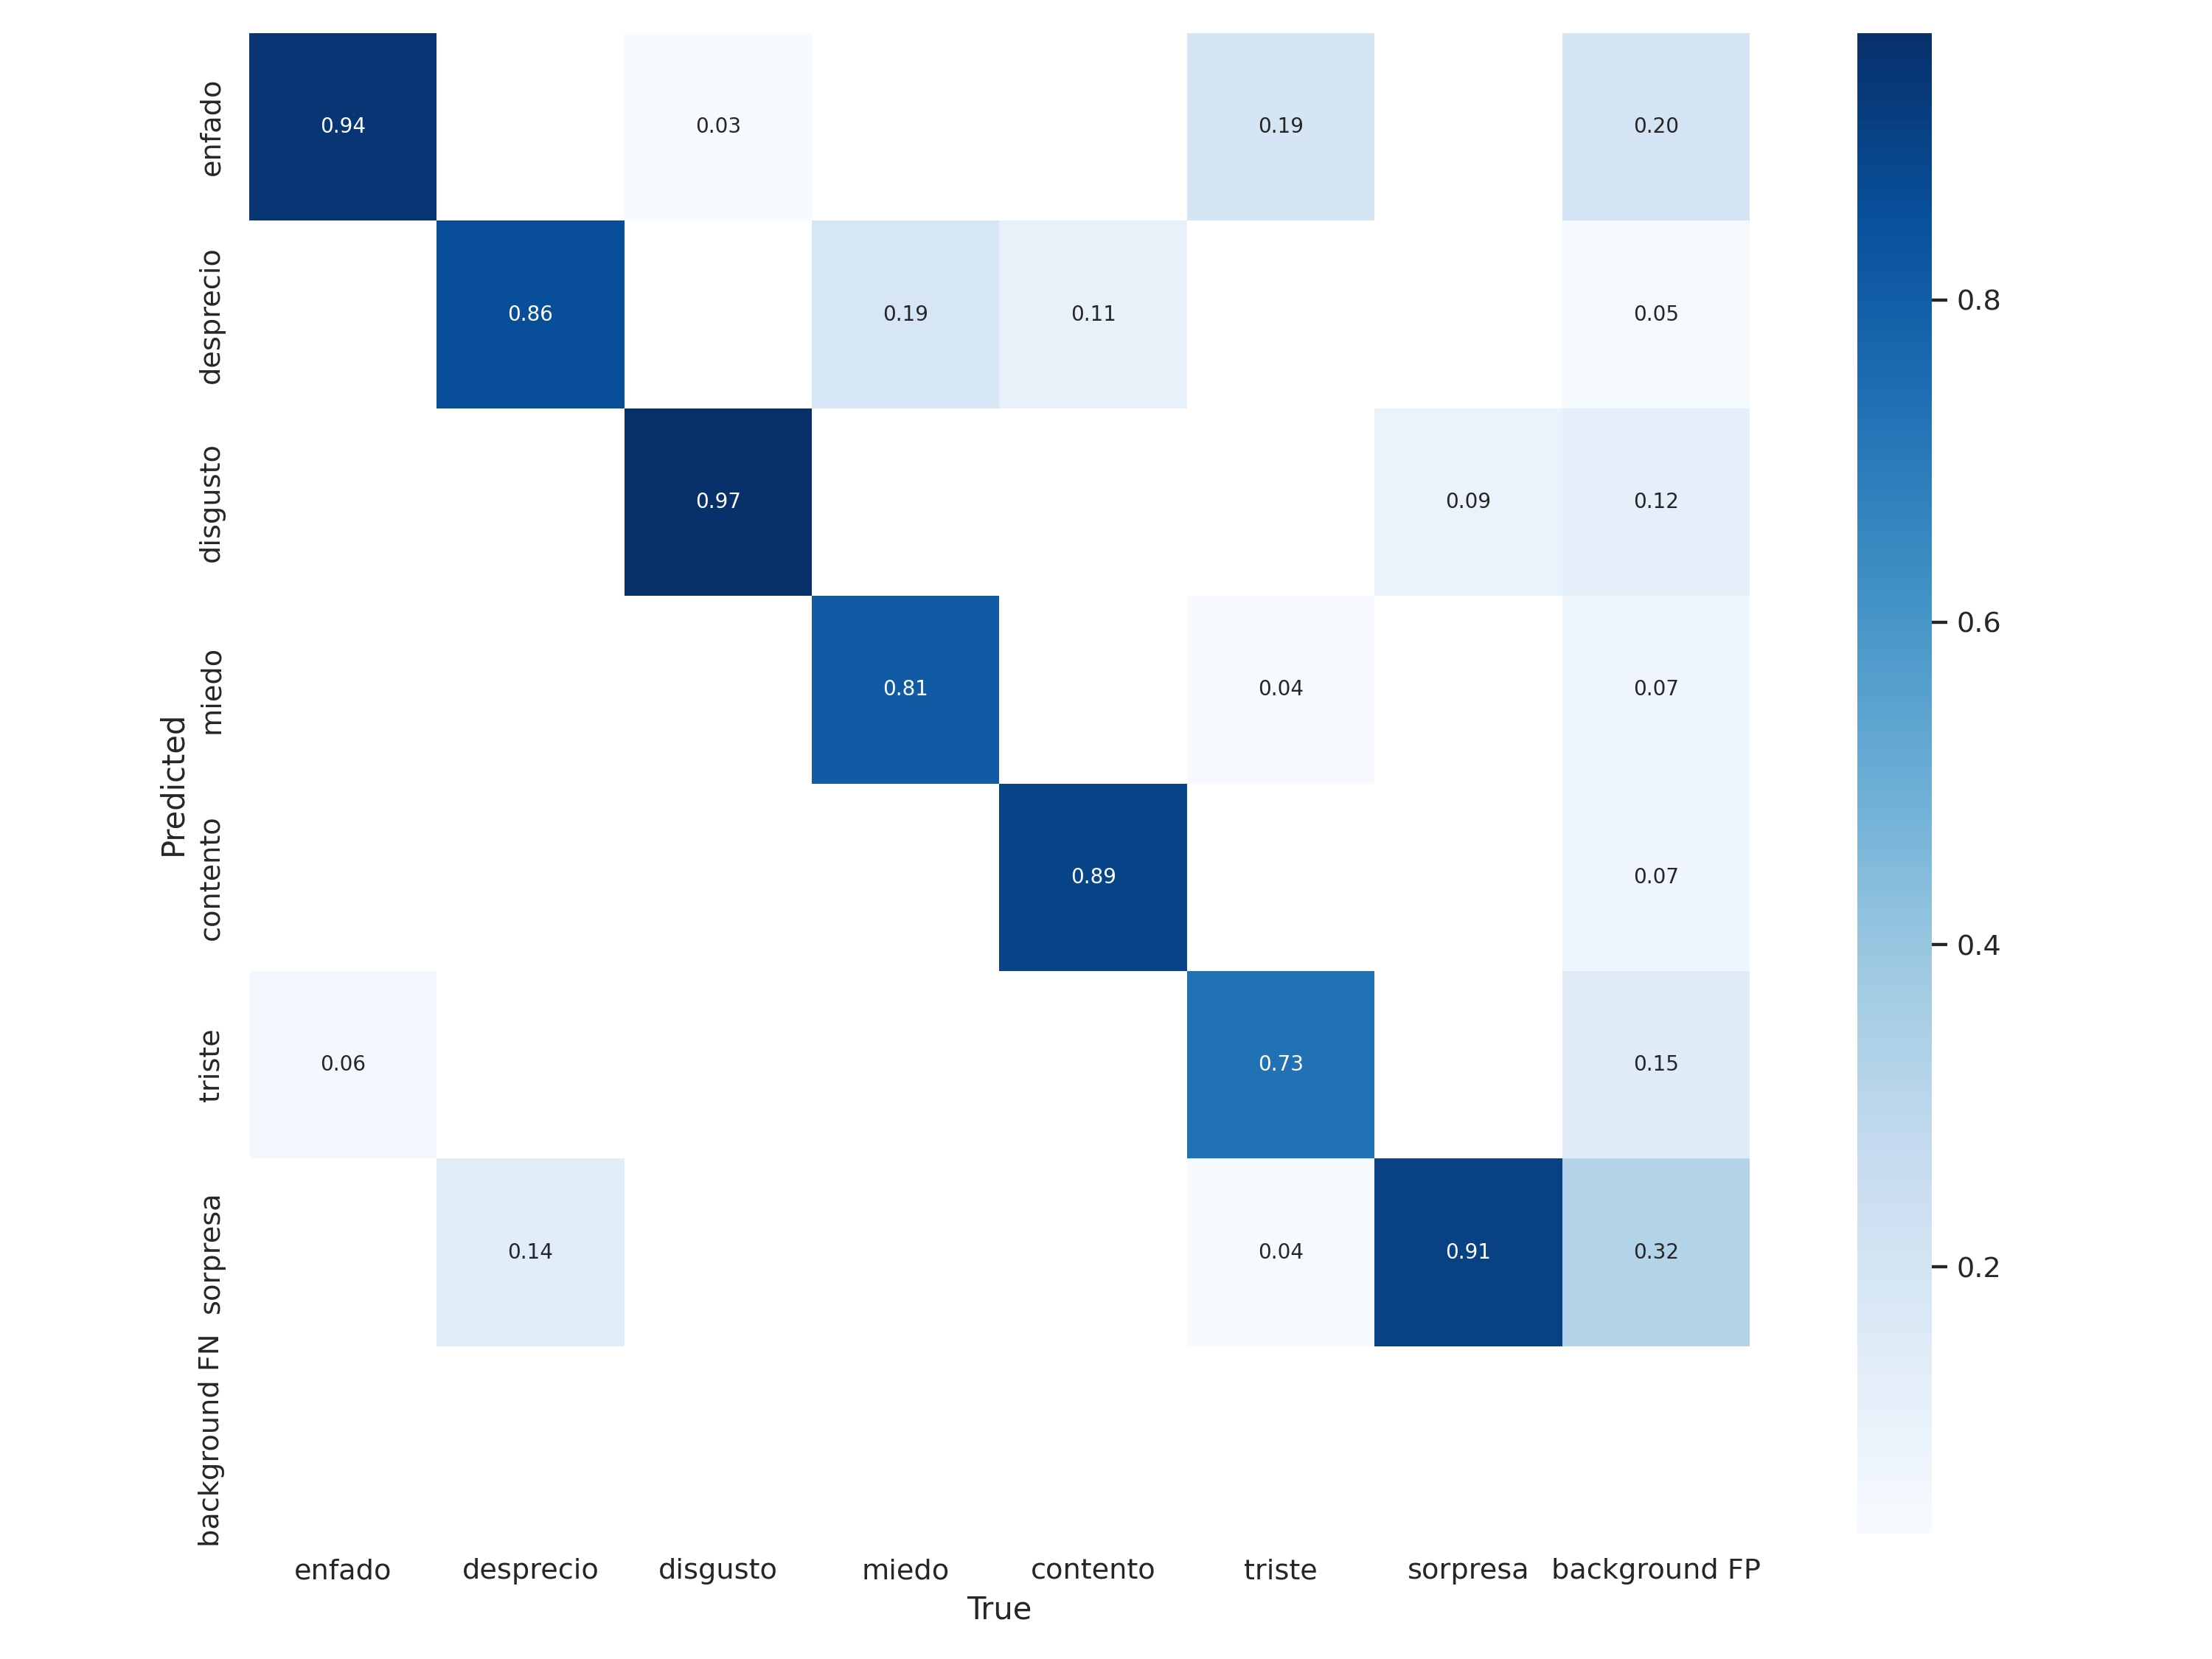 enfado 0.94 0.03 0.19 0.20
desprecio 0.86 0.19 0.11 0.05 0.8
disgusto 0.97 0.09 0.12
miedo 0.81 0.04 0.07 0.6
Predicted
contento 0.89 0.07 0.4
triste 0.06 0.73 0.15
sorpresa 0.14 0.04 0.91 0.32 0.2
background FN
enfado desprecio disgusto miedo contento triste sorpresa background FP
True